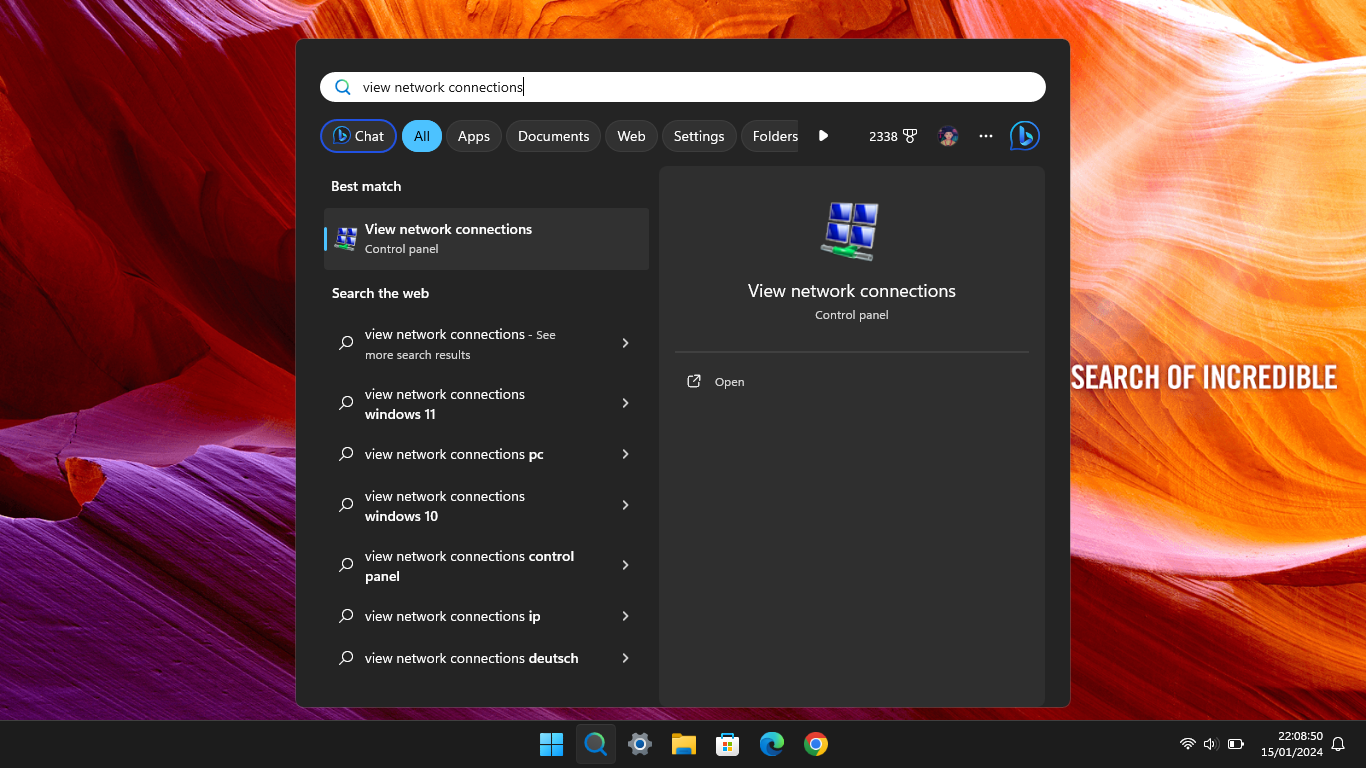 view network connections
Chat
All
Apps
Documents
Web
Settings
Folders
2338
Best match
View network connections
Control panel
Search the web
view network connections - See
more search results
view network connections
windows 11
view network connections pc
view network connections
windows 10
view network connections control
panel
view network connections ip
view network connections deutsch
View network connections
Control panel
Open
SEARCH OF INCREDIBLE
22:08:50
15/01/2024